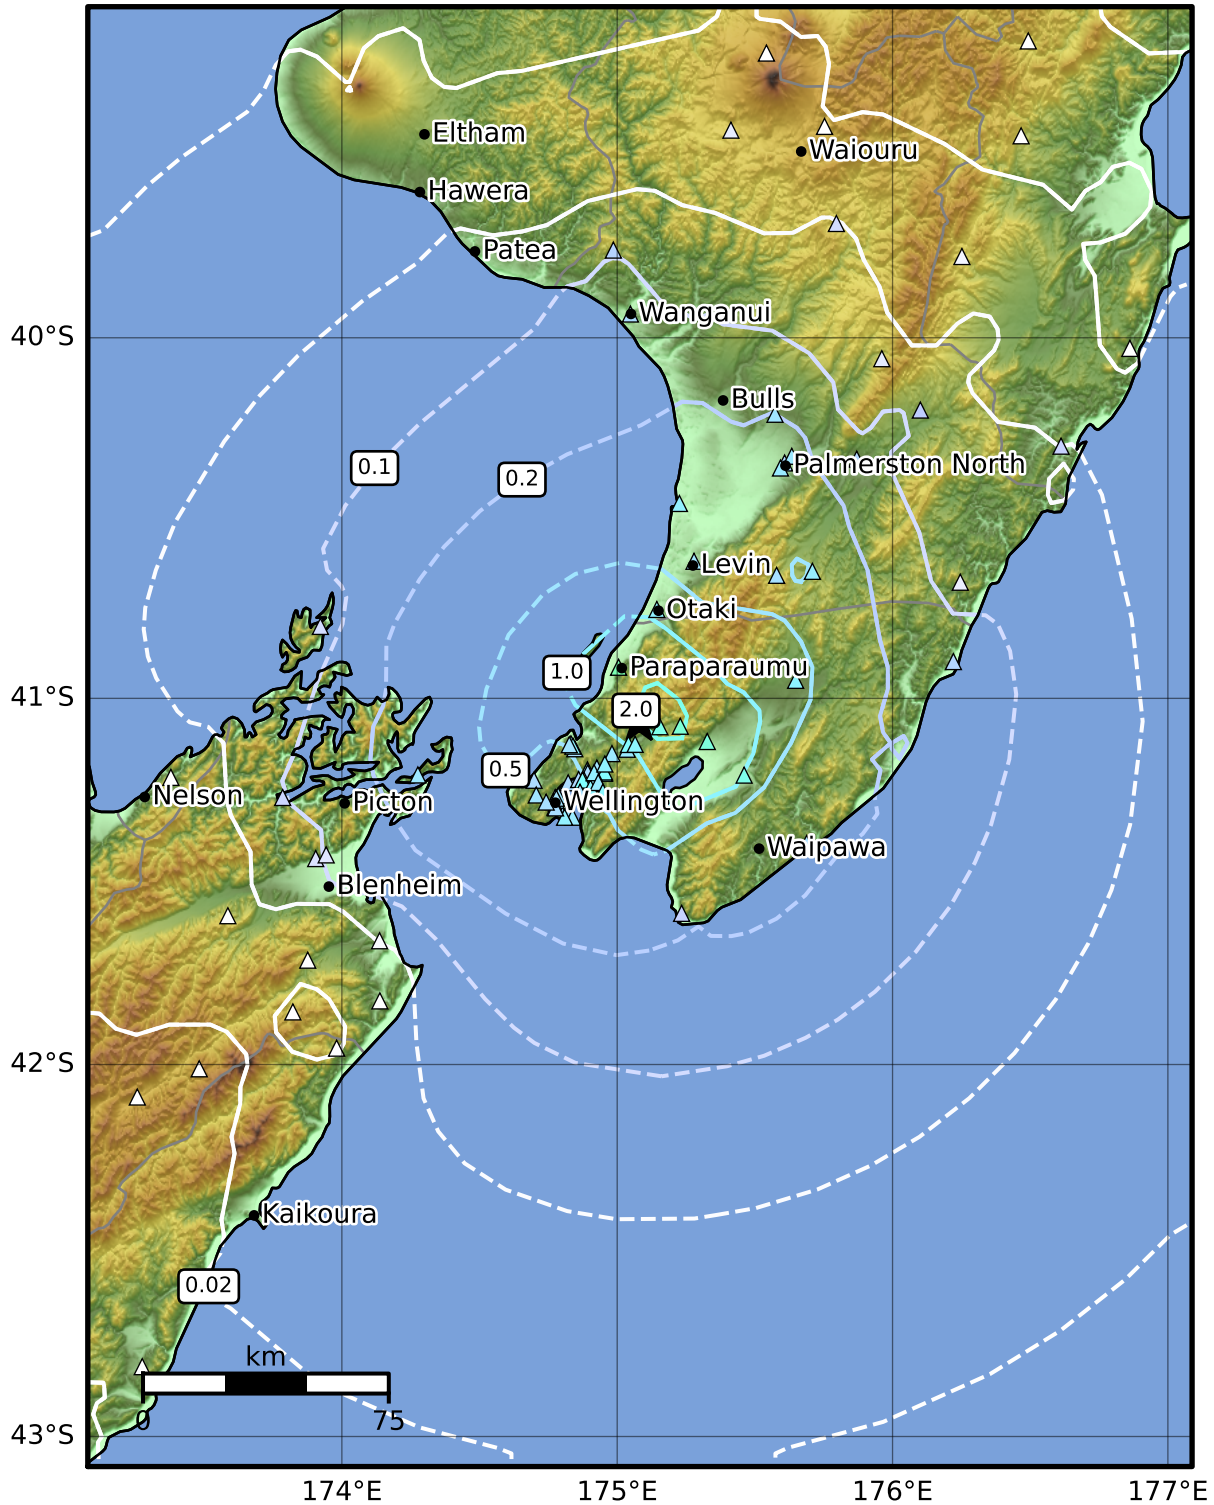 Eltham
Waiouru
Hawera
Patea
Wanganui
40°S
Bulls
0.1
Palmerston North
0.2
Levin
Otaki
1.0
Paraparaumu
41°S
2.0
0.5
Nelson
Picton
Wellington
Waipawa
Blenheim
42°S
Kaikoura
0.02
km
0
75
43°S
174°E
175°E
176°E
177°E